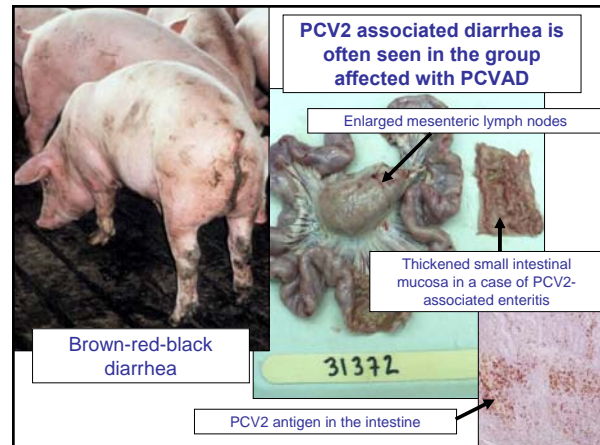 PCV2 associated diarrhea is
often seen in the group
affected with PCVAD
Enlarged mesenteric lymph nodes
Thickened small intestinal
mucosa in a case of PCV2-
associated enteritis
Brown-red-black
diarrhea
31372
PCV2 antigen in the intestine